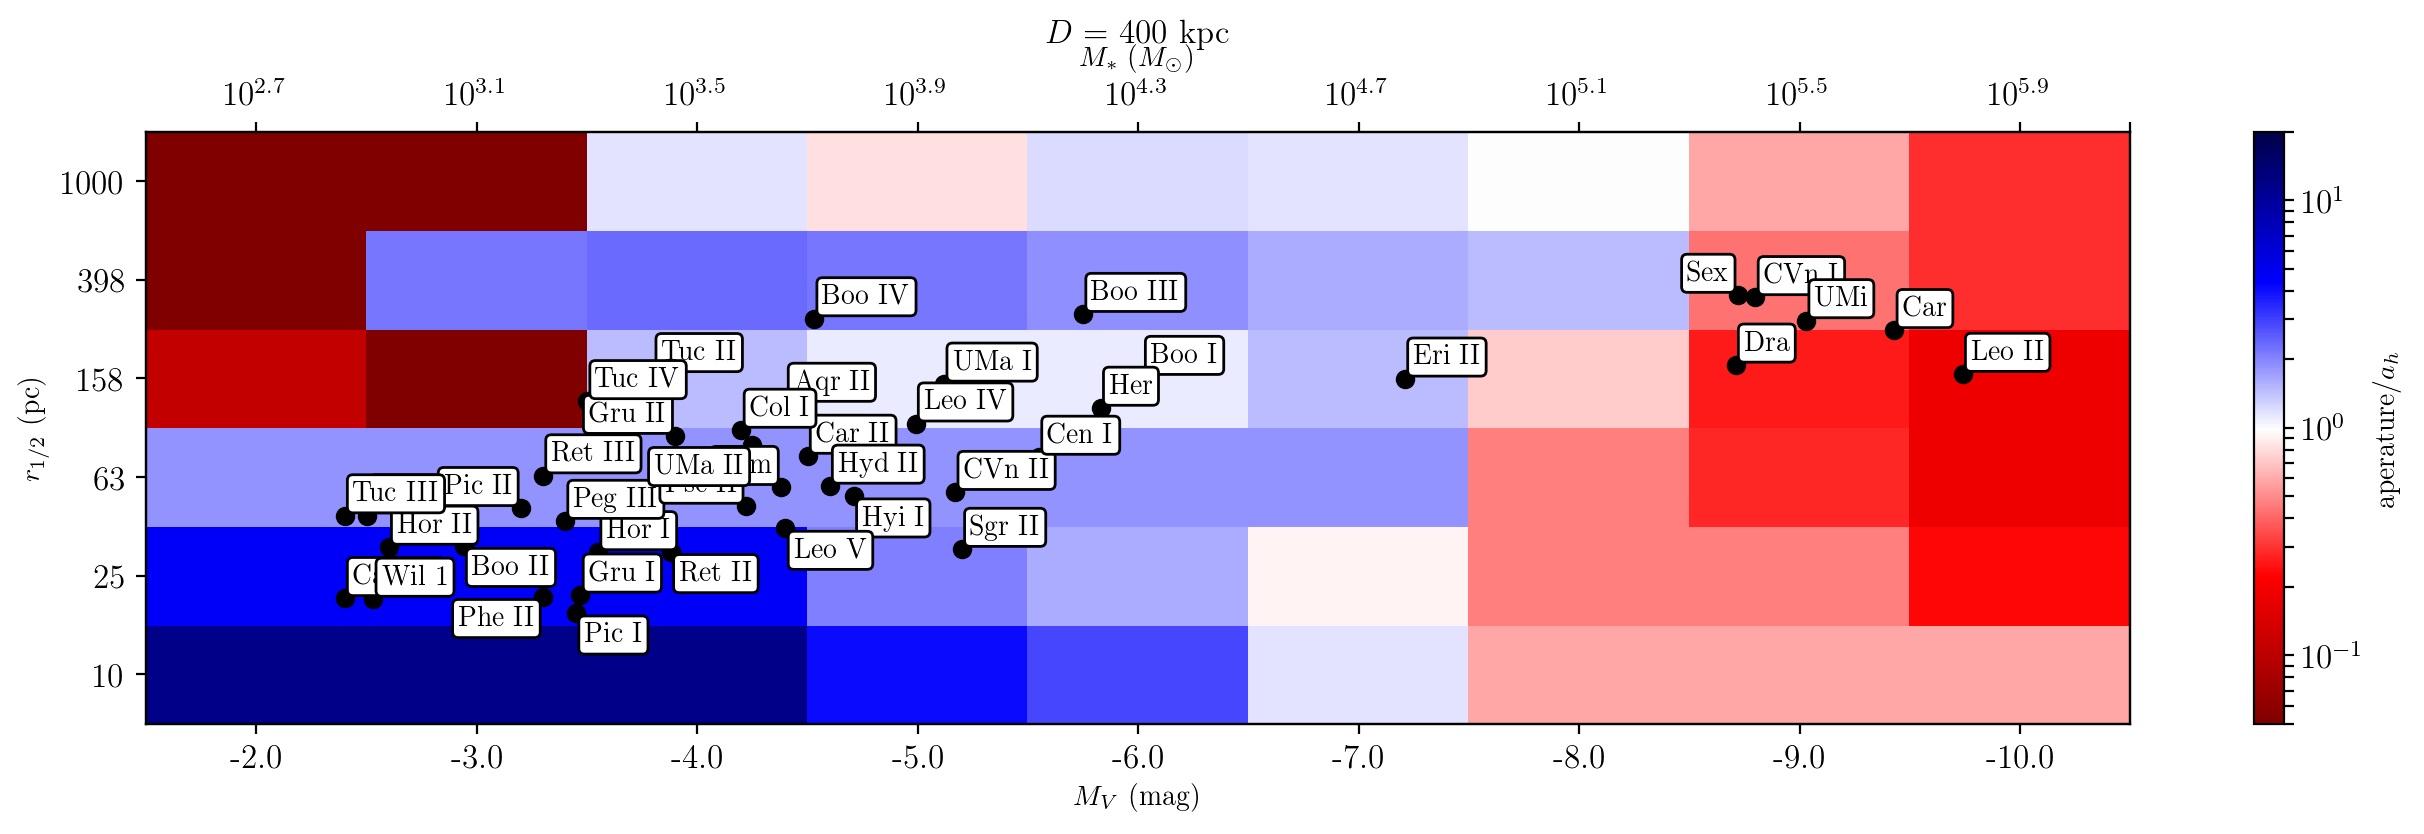 D = 400 kpc
M* (M⊙)
10^2.7 10^3.1 10^3.5 10^3.9 10^4.3 10^4.7 10^5.1 10^5.5 10^5.9
1000
398
158
63
25
10
r1/2 (pc)
Sex
CVn I
UMi
Car
Boo IV
Boo III
Dra
Leo II
Tuc II
Tuc IV
Gru II
Aqr II
Col I
UMa I
Leo IV
Boo I
Her
Eri II
Ret III
UMa II
Car II
Hyd II
Cen I
CVn II
Tuc III
Pic II
Peg III
Hor II
Hor I
Hyi I
Sgr II
Leo V
Boo II
Wil 1
Gru I
Ret II
Phe II
Pic I
-2.0 -3.0 -4.0 -5.0 -6.0 -7.0 -8.0 -9.0 -10.0
MV (mag)
10^1
10^0
10^-1
aperature/ah